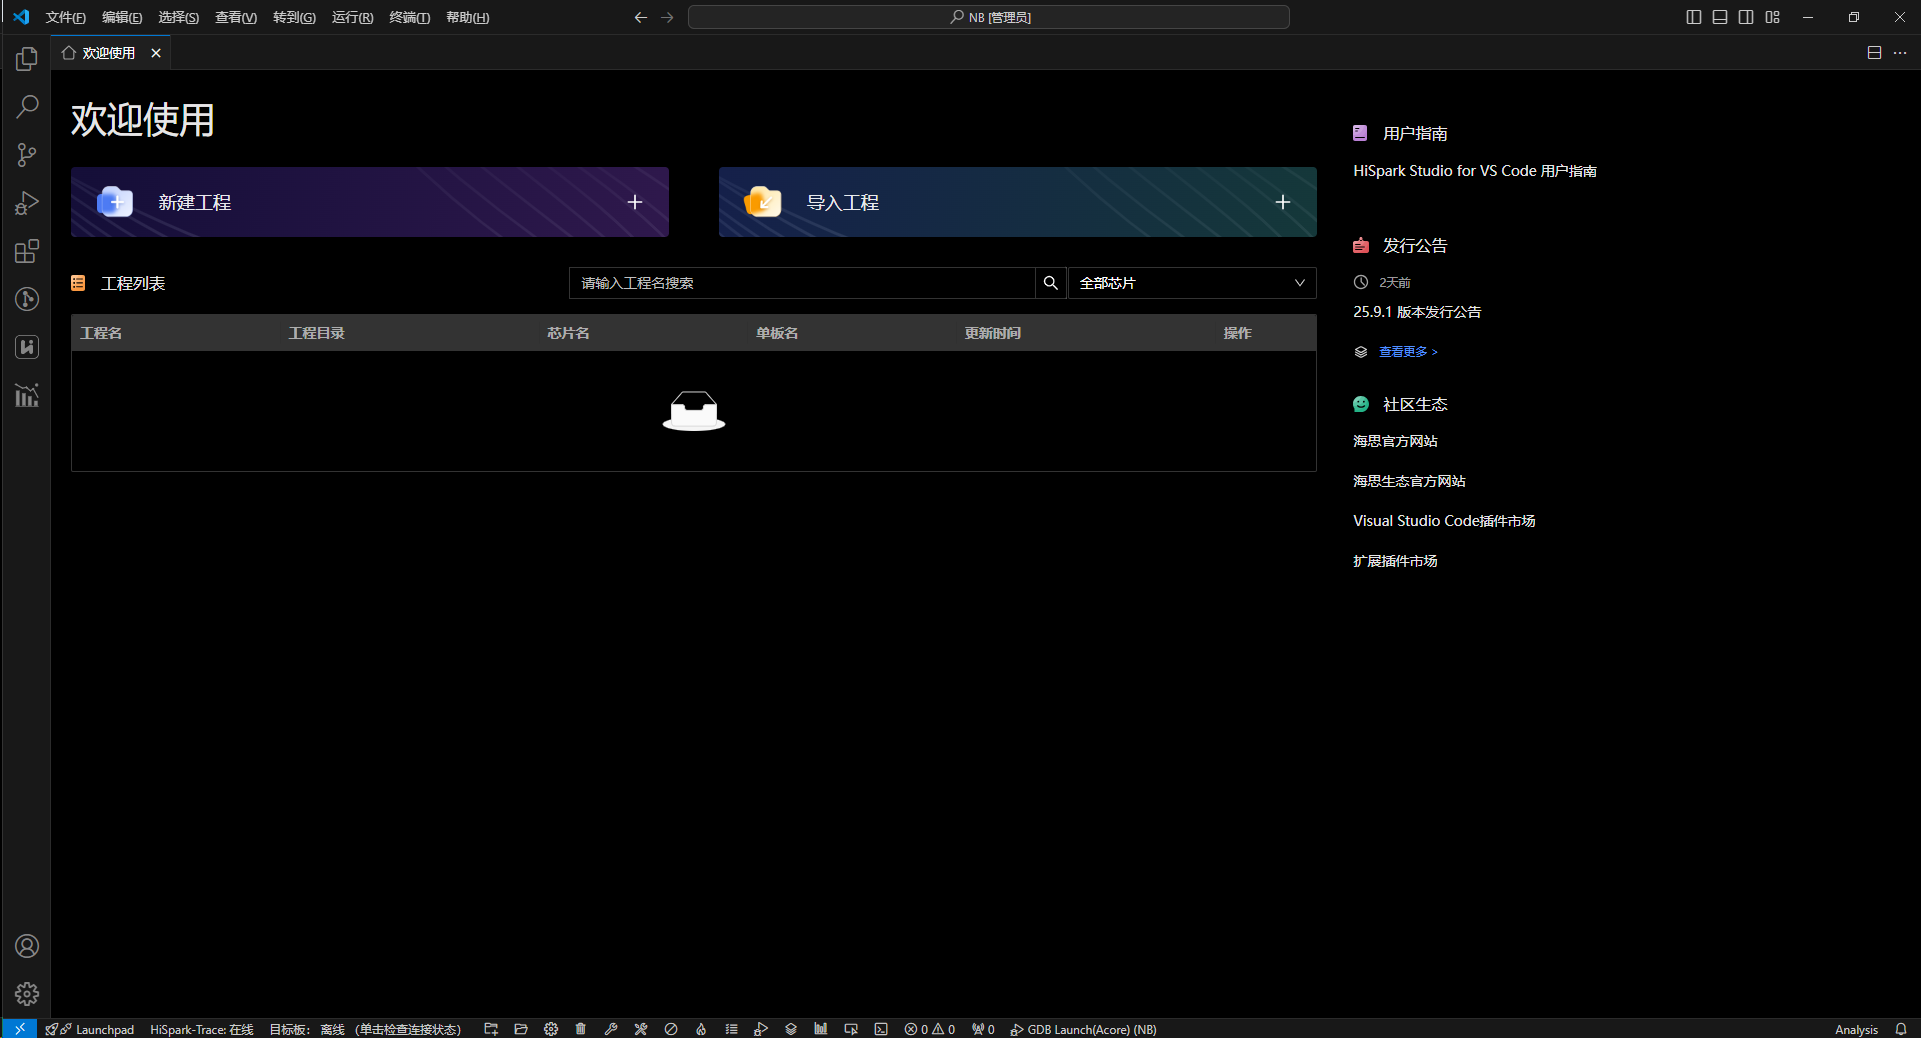 文件(F) 编辑(E) 选择(S) 查看(V) 转到(G) 运行(R) 终端(T) 帮助(H)
NB [管理员]
欢迎使用
欢迎使用
新建工程
导入工程
工程列表
请输入工程名搜索
全部芯片
工程名 工程目录 芯片名 单板名 更新时间 操作
用户指南
HiSpark Studio for VS Code 用户指南
发行公告
2天前
25.9.1 版本发行公告
查看更多 >
社区生态
海思官方网站
海思生态官方网站
Visual Studio Code插件市场
扩展插件市场
Launchpad HiSpark-Trace: 在线 目标板： 离线 （单击检查连接状态） 0 0 0 GDB Launch(Acore) (NB) Analysis